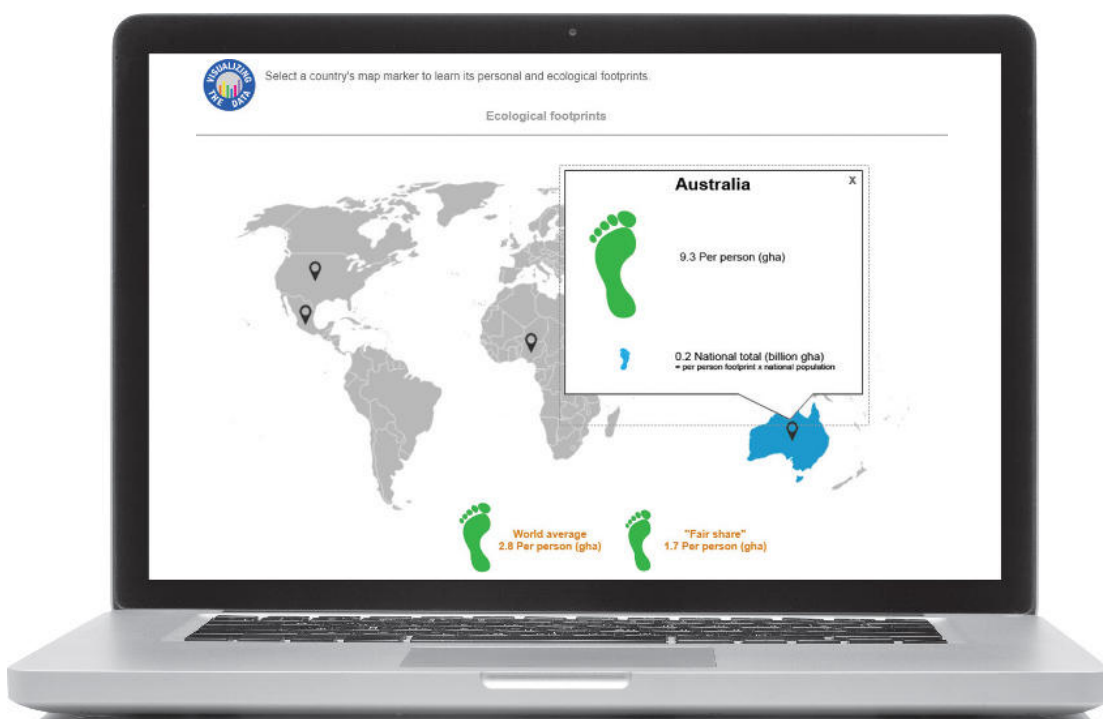 VISUALIZING
THE DATA
Select a country's map marker to learn its personal and ecological footprints.
Ecological footprints
Australia
X
9.3 Per person (gha)
0.2 National total (billion gha)
= per person footprint x national population
World average
2.8 Per person (gha)
"Fair share"
1.7 Per person (gha)